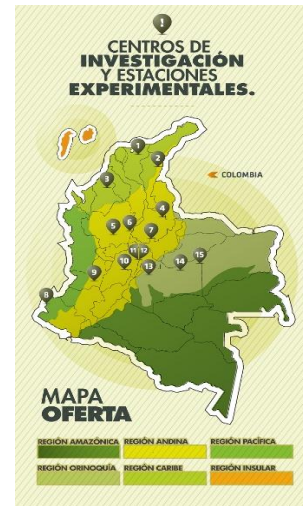 !
CENTROS DE
INVESTIGACIÓN
Y ESTACIONES
EXPERIMENTALES.
1
2
COLOMBIA
3
4
5 6
7
11 12
15
10 13 14
9
8
MAPA
OFERTA
REGIÓN AMAZÓNICA REGIÓN ANDINA REGIÓN PACÍFICA
REGIÓN ORINOQUÍA REGIÓN CARIBE REGIÓN INSULAR